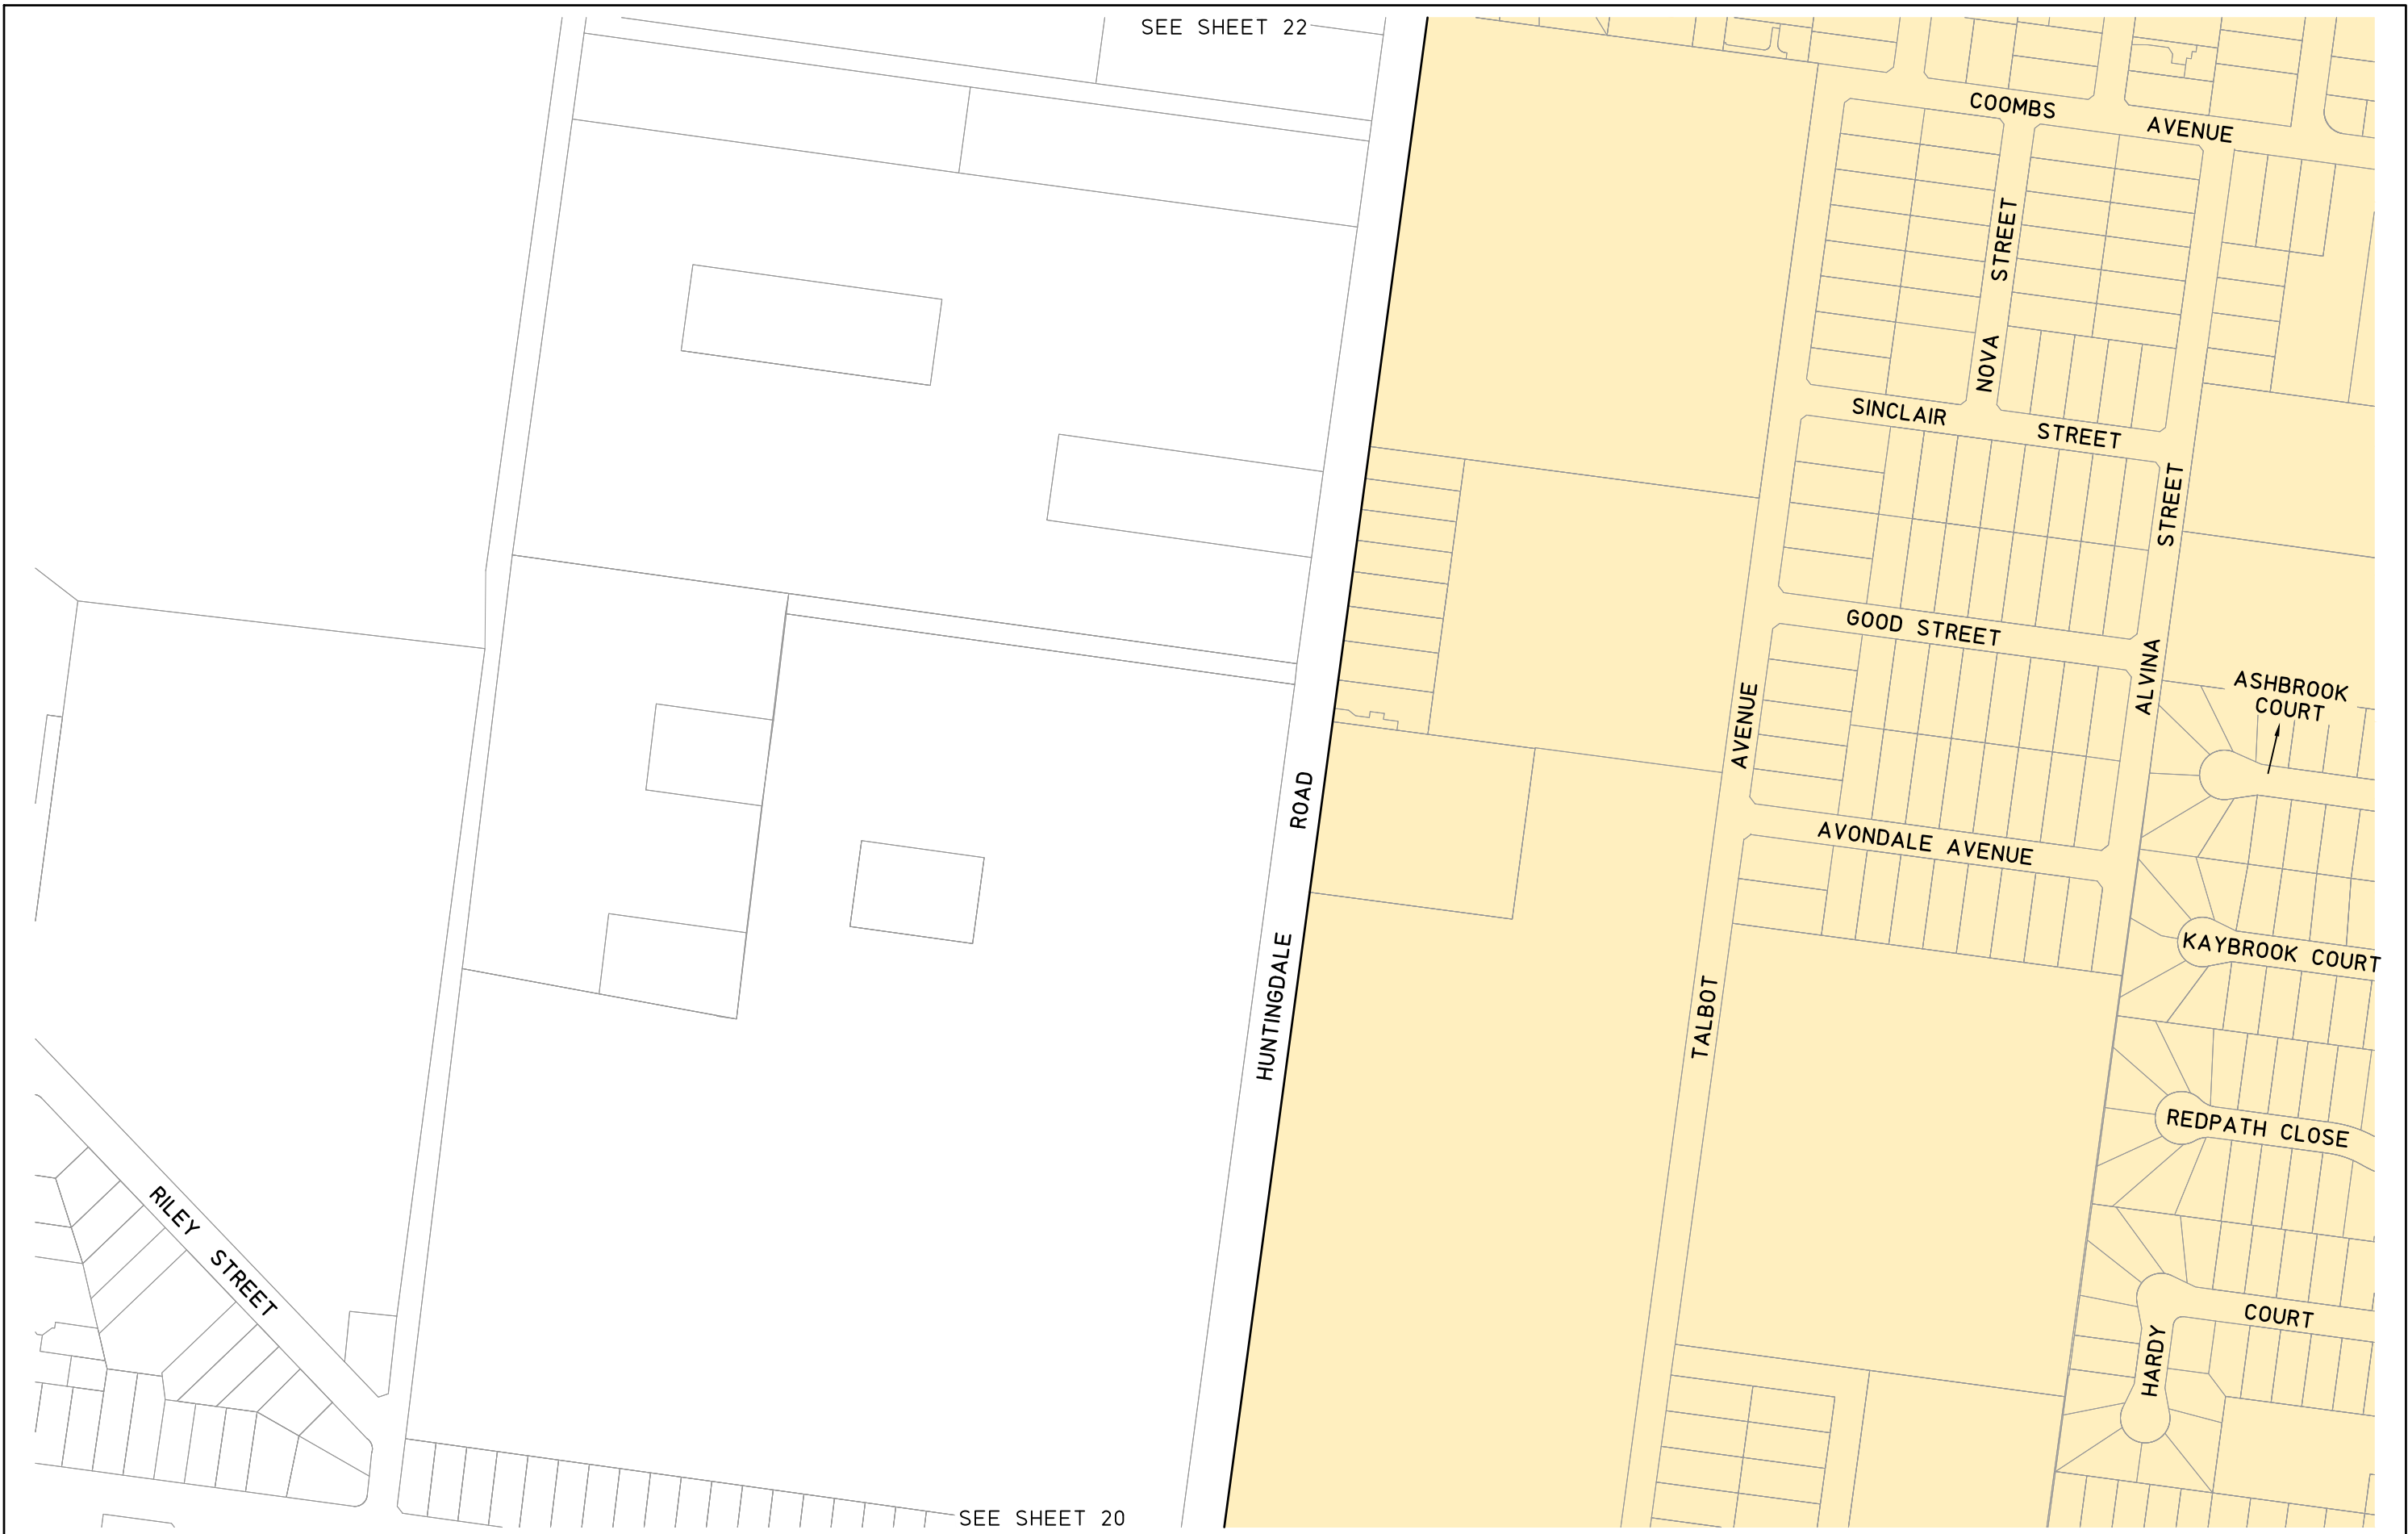 SEE SHEET 22
COOMBS
AVENUE
NOVA STREET
SINCLAIR
STREET
GOOD STREET
ALVINA STREET
ASHBROOK
COURT
TALBOT AVENUE
HUNTINGDALE ROAD
AVONDALE AVENUE
KAYBROOK COURT
REDPATH CLOSE
RILEY STREET
HARDY
COURT
SEE SHEET 20